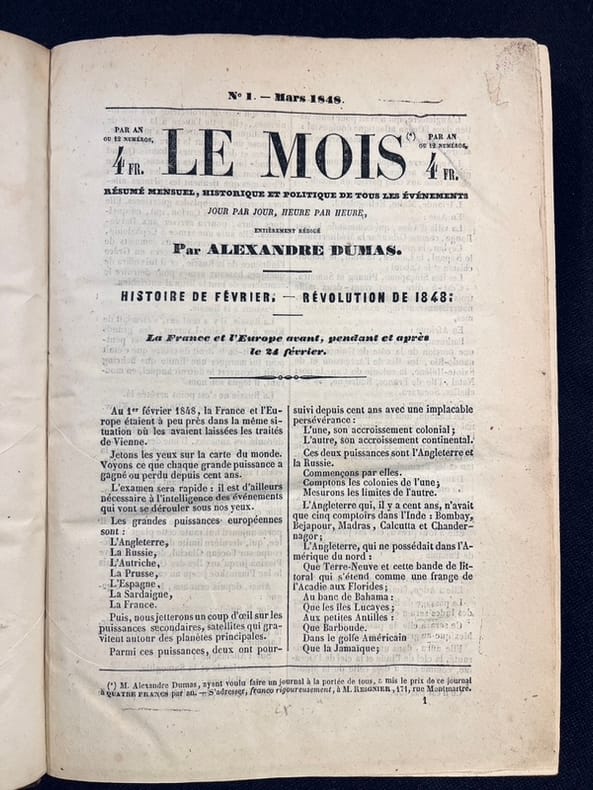 N° 1. — Mars 1848.
PAR AN
OU 12 NUMÉROS,
4 FR.
LE MOIS (*)
PAR AN
OU 12 NUMÉROS,
4 FR.
RÉSUMÉ MENSUEL, HISTORIQUE ET POLITIQUE DE TOUS LES ÉVÉNEMENTS
JOUR PAR JOUR, HEURE PAR HEURE,
ENTIÈREMENT RÉDIGÉ
Par ALEXANDRE DUMAS.
HISTOIRE DE FÉVRIER. — RÉVOLUTION DE 1848.
La France et l'Europe avant, pendant et après
le 24 février.
Au 1er février 1848, la France et l'Eu-
rope étaient à peu près dans la même si-
tuation où les avaient laissées les traités
de Vienne.
Jetons les yeux sur la carte du monde.
Voyons ce que chaque grande puissance a
gagné ou perdu depuis cent ans.
L'examen sera rapide : il est d'ailleurs
nécessaire à l'intelligence des événements
qui vont se dérouler sous nos yeux.
Les grandes puissances européennes
sont :
L'Angleterre,
La Russie,
L'Autriche,
La Prusse,
L'Espagne,
La Sardaigne,
La France.
Puis, nous jetterons un coup d'œil sur les
puissances secondaires, satellites qui gra-
vitent autour des planètes principales.
Parmi ces puissances, deux ont pour-
suivi depuis cent ans avec une implacable
persévérance :
L'une, son accroissement colonial ;
L'autre, son accroissement continental.
Ces deux puissances sont l'Angleterre et
la Russie.
Commençons par elles.
Comptons les colonies de l'une ;
Mesurons les limites de l'autre.
L'Angleterre qui, il y a cent ans, n'avait
que cinq comptoirs dans l'Inde : Bombay,
Bejapour, Madras, Calcutta et Chander-
nagor ;
L'Angleterre, qui ne possédait dans l'A-
mérique du nord :
Que Terre-Neuve et cette bande de lit-
toral qui s'étend comme une frange de
l'Acadie aux Florides ;
Au banc de Bahama :
Que les îles Lucayes ;
Aux petites Antilles :
Que Barboude.
Dans le golfe Américain
Que la Jamaïque ;
(*) M. Alexandre Dumas, ayant voulu faire un journal à la portée de tous, a mis le prix de ce journal
à QUATRE FRANCS par an. — S'adresser, franco rigoureusement, à M. REIGNIER, 171, rue Montmartre.
1